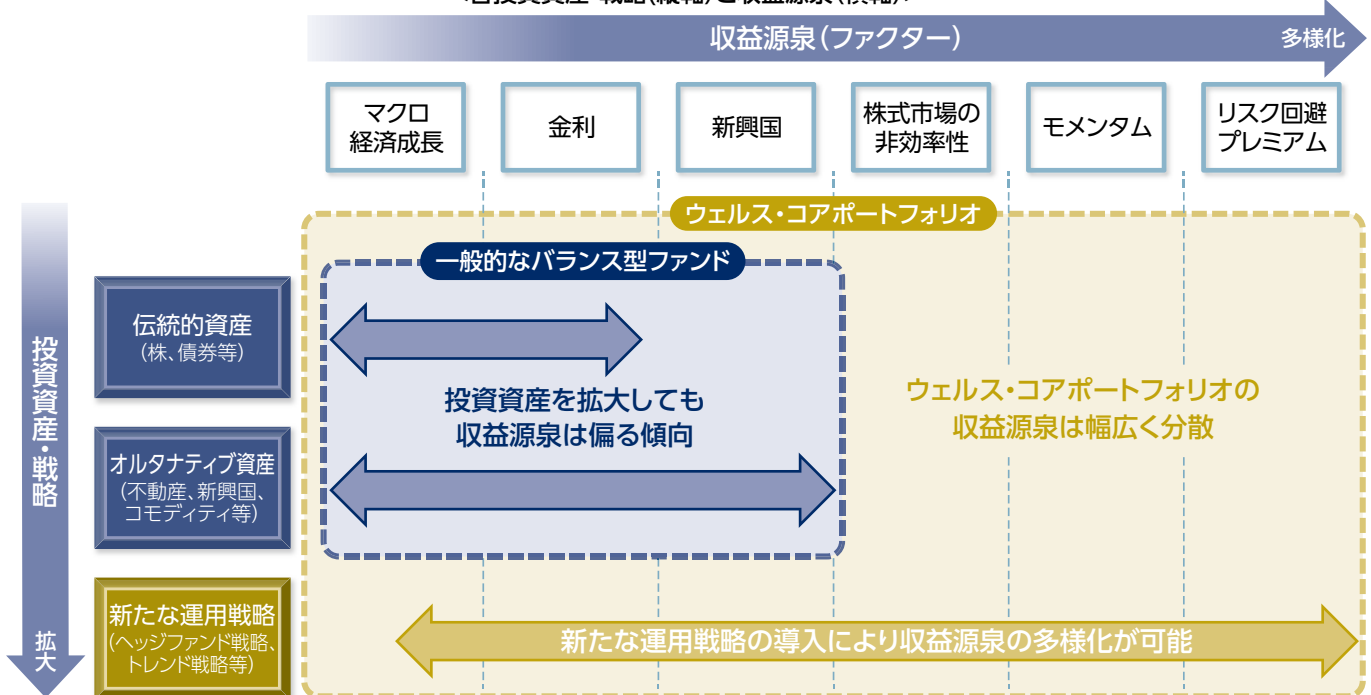 収益源泉(ファクター)
多様化
マクロ
経済成長
金利
新興国
株式市場の
非効率性
モメンタム
リスク回避
プレミアム
ウェルス・コアポートフォリオ
一般的なバランス型ファンド
投資資産・戦略
拡大
伝統的資産
(株、債券等)
投資資産を拡大しても
収益源泉は偏る傾向
ウェルス・コアポートフォリオの
収益源泉は幅広く分散
オルタナティブ資産
(不動産、新興国、
コモディティ等)
新たな運用戦略
(ヘッジファンド戦略、
トレンド戦略等)
新たな運用戦略の導入により収益源泉の多様化が可能